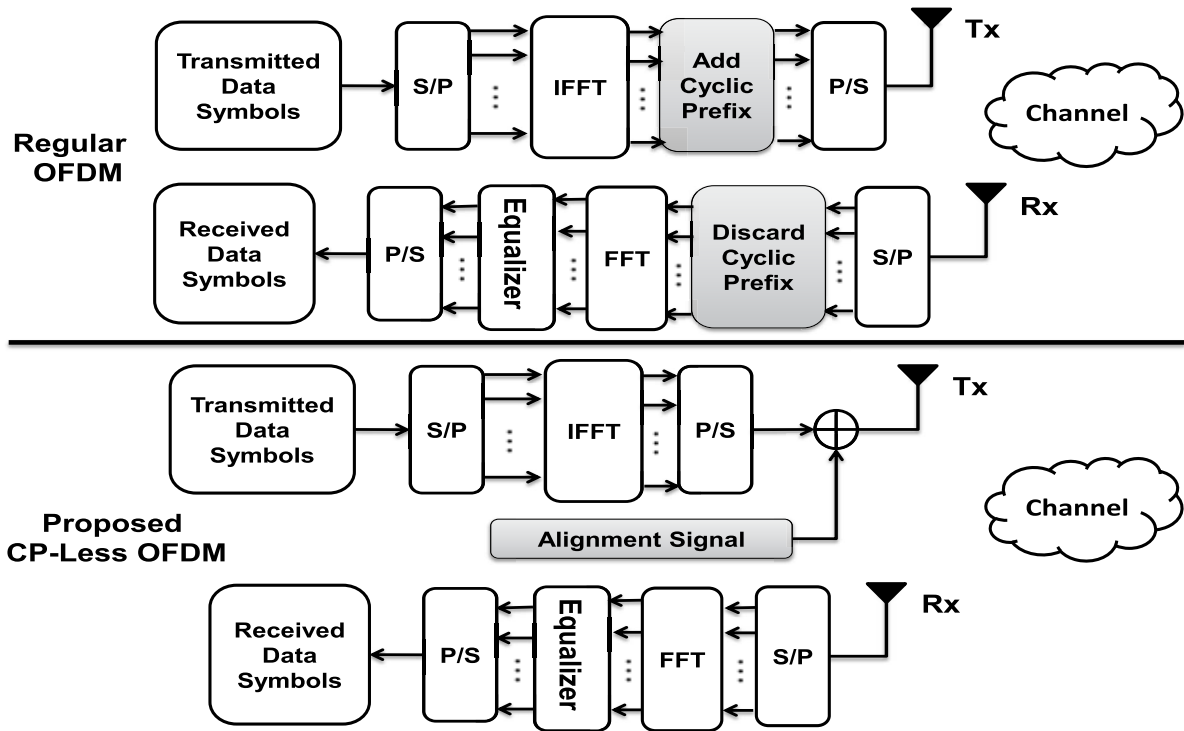 Regular
OFDM
Transmitted
Data
Symbols
S/P
IFFT
Add
Cyclic
Prefix
P/S
Tx
Channel
Received
Data
Symbols
P/S
Equalizer
FFT
Discard
Cyclic
Prefix
S/P
Rx
Proposed
CP-Less OFDM
Transmitted
Data
Symbols
S/P
IFFT
P/S
Tx
Alignment Signal
Channel
Received
Data
Symbols
P/S
Equalizer
FFT
S/P
Rx